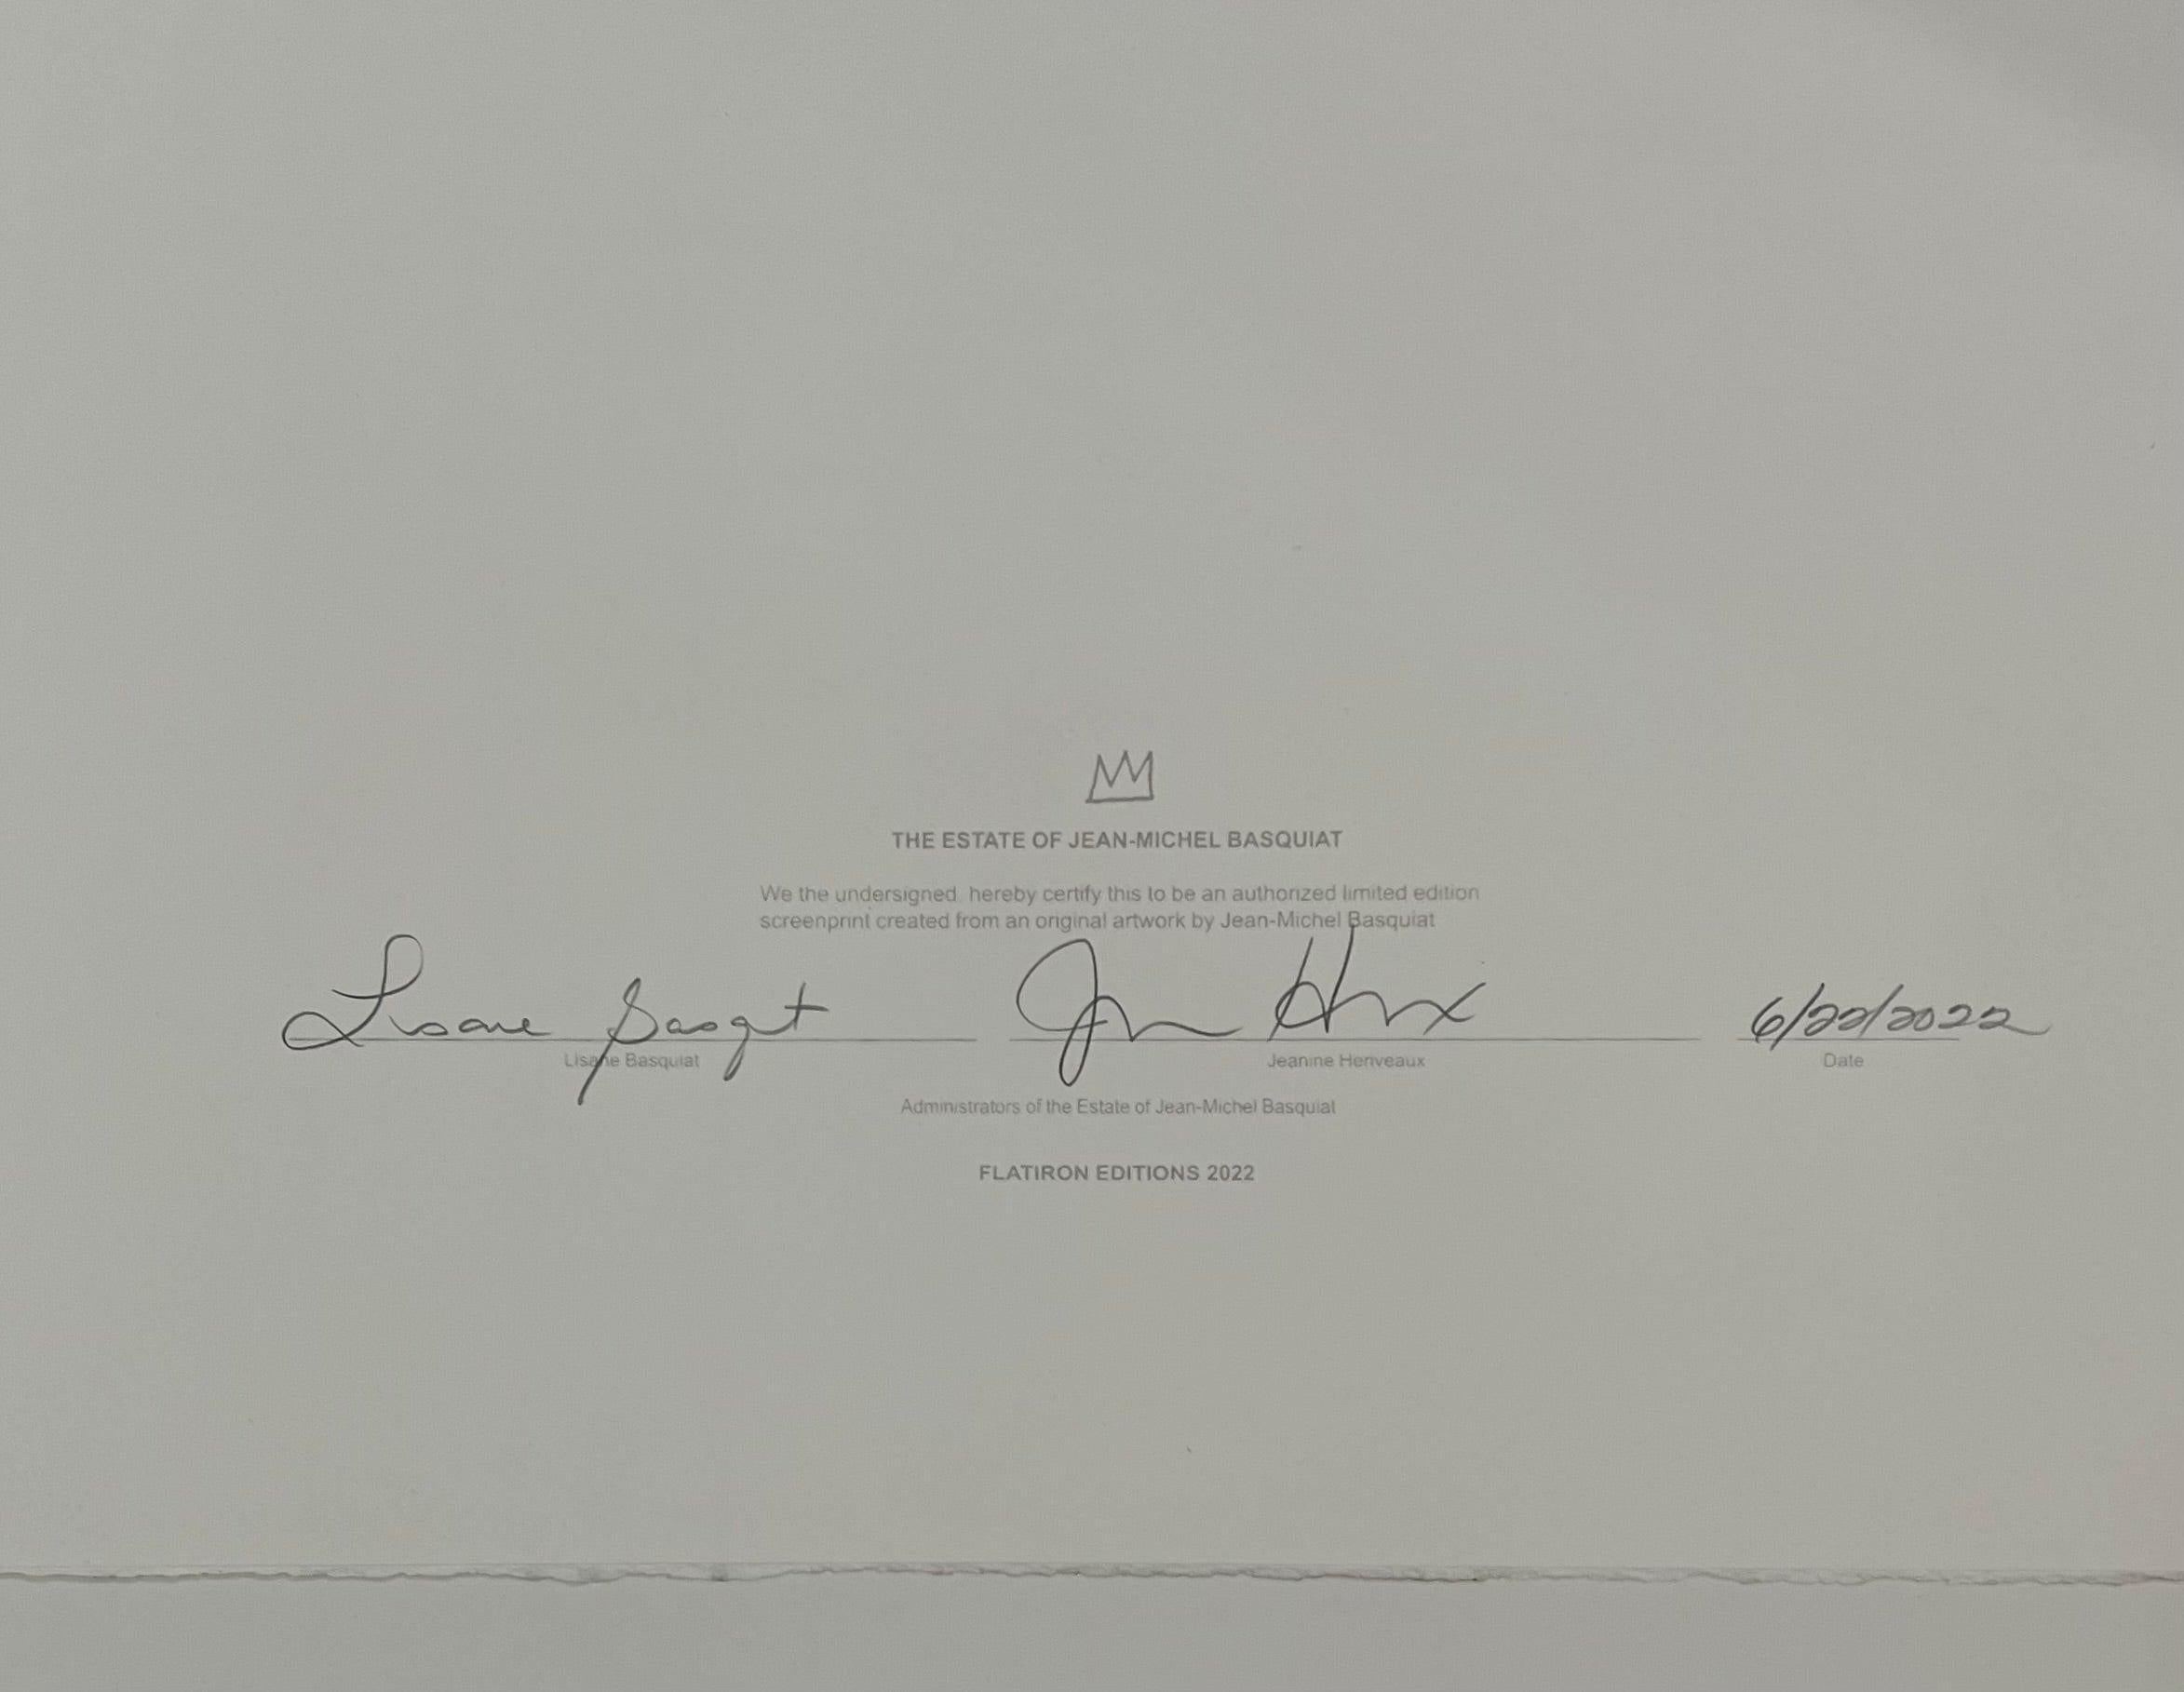 THE ESTATE OF JEAN-MICHEL BASQUIAT
We the undersigned, hereby certify this to be an authorized limited edition
screenprint created from an original artwork by Jean-Michel Basquiat
6/22/2022
Lisane Basquiat Jeanine Heriveaux Date
Administrators of the Estate of Jean-Michel Basquiat
FLATIRON EDITIONS 2022